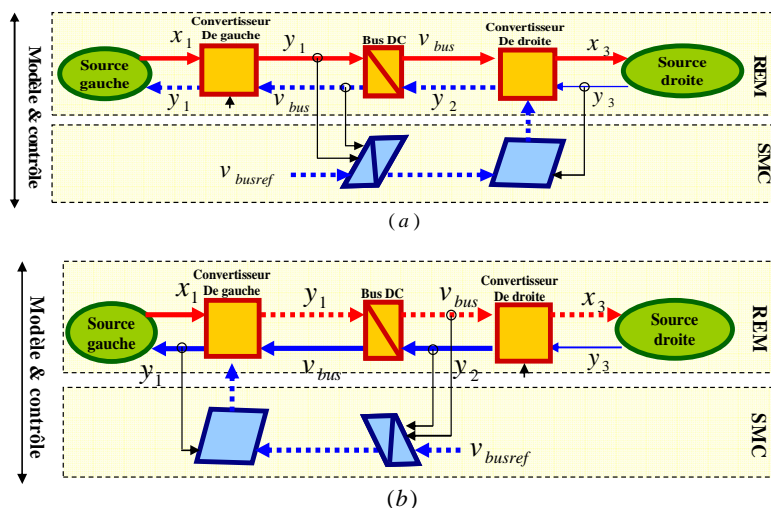 Modèle & contrôle
Convertisseur
De gauche
Convertisseur
De droite
Bus DC
x1
y1
vbus
x3
Source
gauche
Source
droite
REM
y1
vbus
y2
y3
vbusref
SMC
(a)
Modèle & contrôle
Convertisseur
De gauche
Bus DC
Convertisseur
De droite
x1
y1
vbus
x3
Source
gauche
Source
droite
REM
y1
vbus
y2
y3
vbusref
SMC
(b)